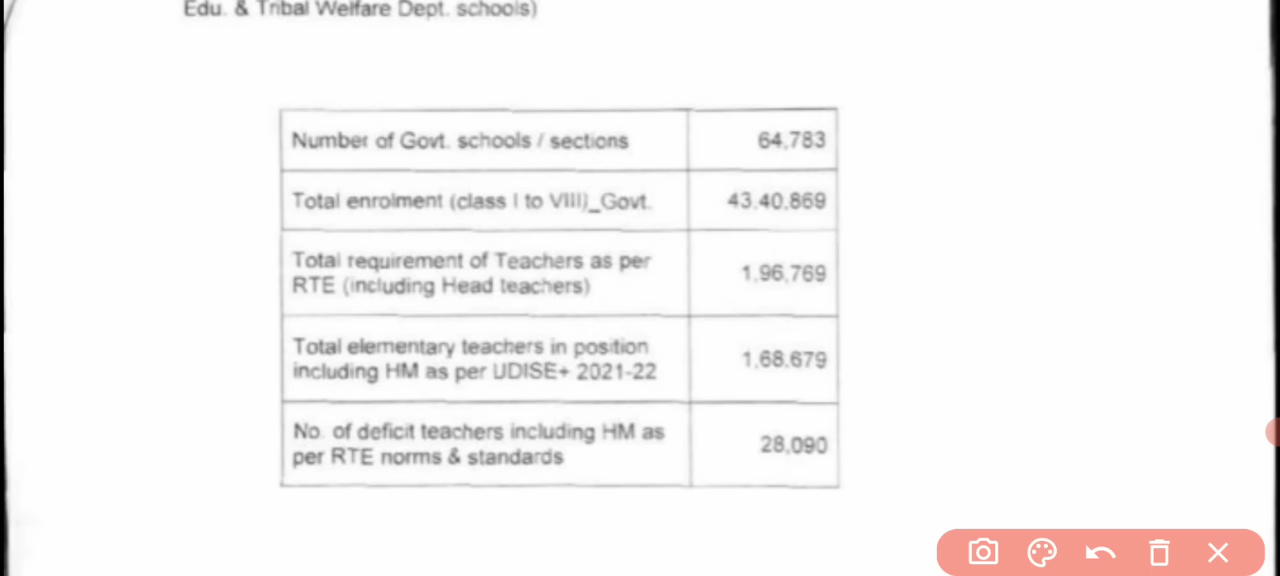 Edu. & Tribal Welfare Dept. schools)
Number of Govt. schools / sections 64,783
Total enrolment (class I to VIII)_Govt. 43,40,869
Total requirement of Teachers as per
RTE (including Head teachers) 1,96,769
Total elementary teachers in position
including HM as per UDISE+ 2021-22 1,68,679
No. of deficit teachers including HM as
per RTE norms & standards 28,090